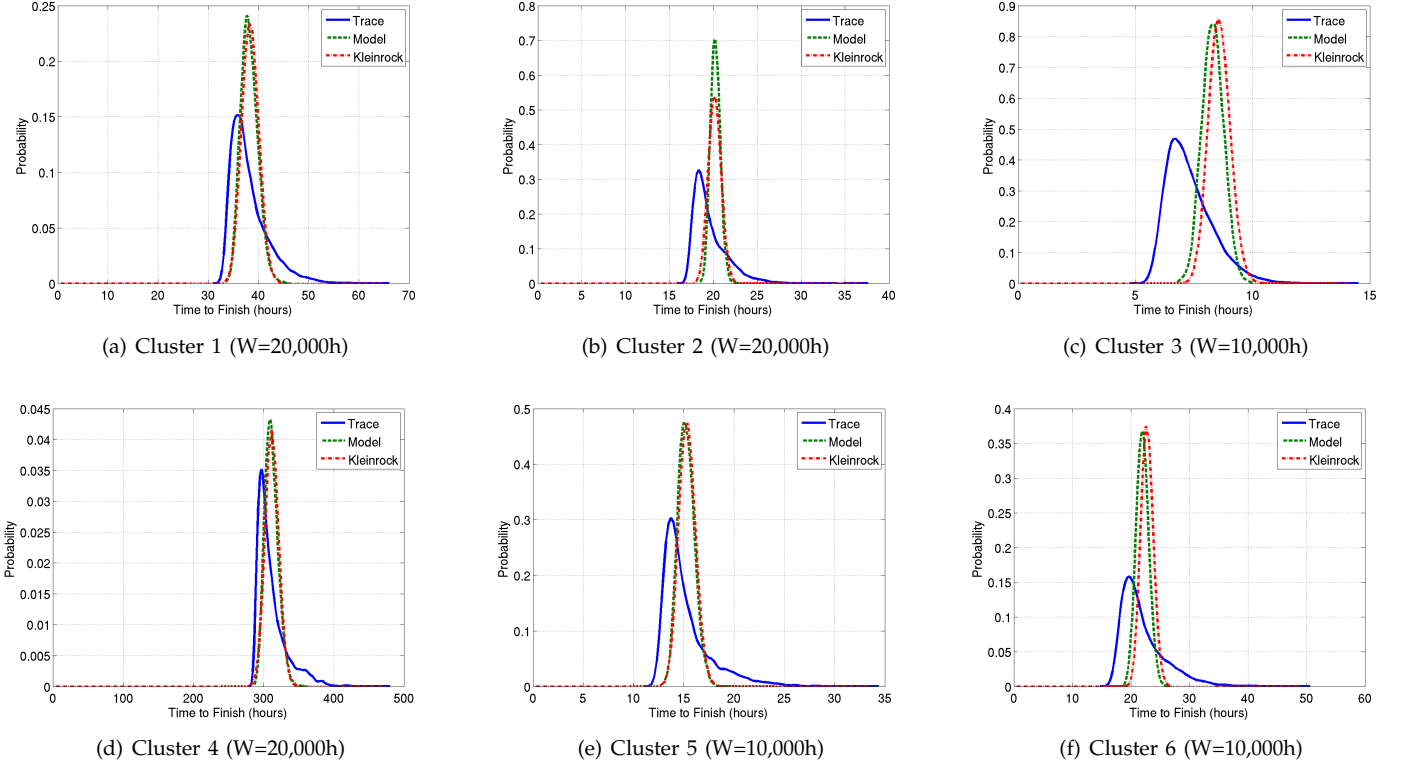 0.25
0.2
0.15
0.1
0.05
0
Probability
Trace
Model
Kleinrock
0 10 20 30 40 50 60 70
Time to Finish (hours)
(a) Cluster 1 (W=20,000h)
0.8
0.7
0.6
0.5
0.4
0.3
0.2
0.1
0
Probability
Trace
Model
Kleinrock
0 5 10 15 20 25 30 35 40
Time to Finish (hours)
(b) Cluster 2 (W=20,000h)
0.9
0.8
0.7
0.6
0.5
0.4
0.3
0.2
0.1
0
Probability
Trace
Model
Kleinrock
0 5 10 15
Time to Finish (hours)
(c) Cluster 3 (W=10,000h)
0.045
0.04
0.035
0.03
0.025
0.02
0.015
0.01
0.005
0
Probability
Trace
Model
Kleinrock
0 100 200 300 400 500
Time to Finish (hours)
(d) Cluster 4 (W=20,000h)
0.5
0.4
0.3
0.2
0.1
0
Probability
Trace
Model
Kleinrock
0 5 10 15 20 25 30 35
Time to Finish (hours)
(e) Cluster 5 (W=10,000h)
0.4
0.35
0.3
0.25
0.2
0.15
0.1
0.05
0
Probability
Trace
Model
Kleinrock
0 10 20 30 40 50 60
Time to Finish (hours)
(f) Cluster 6 (W=10,000h)